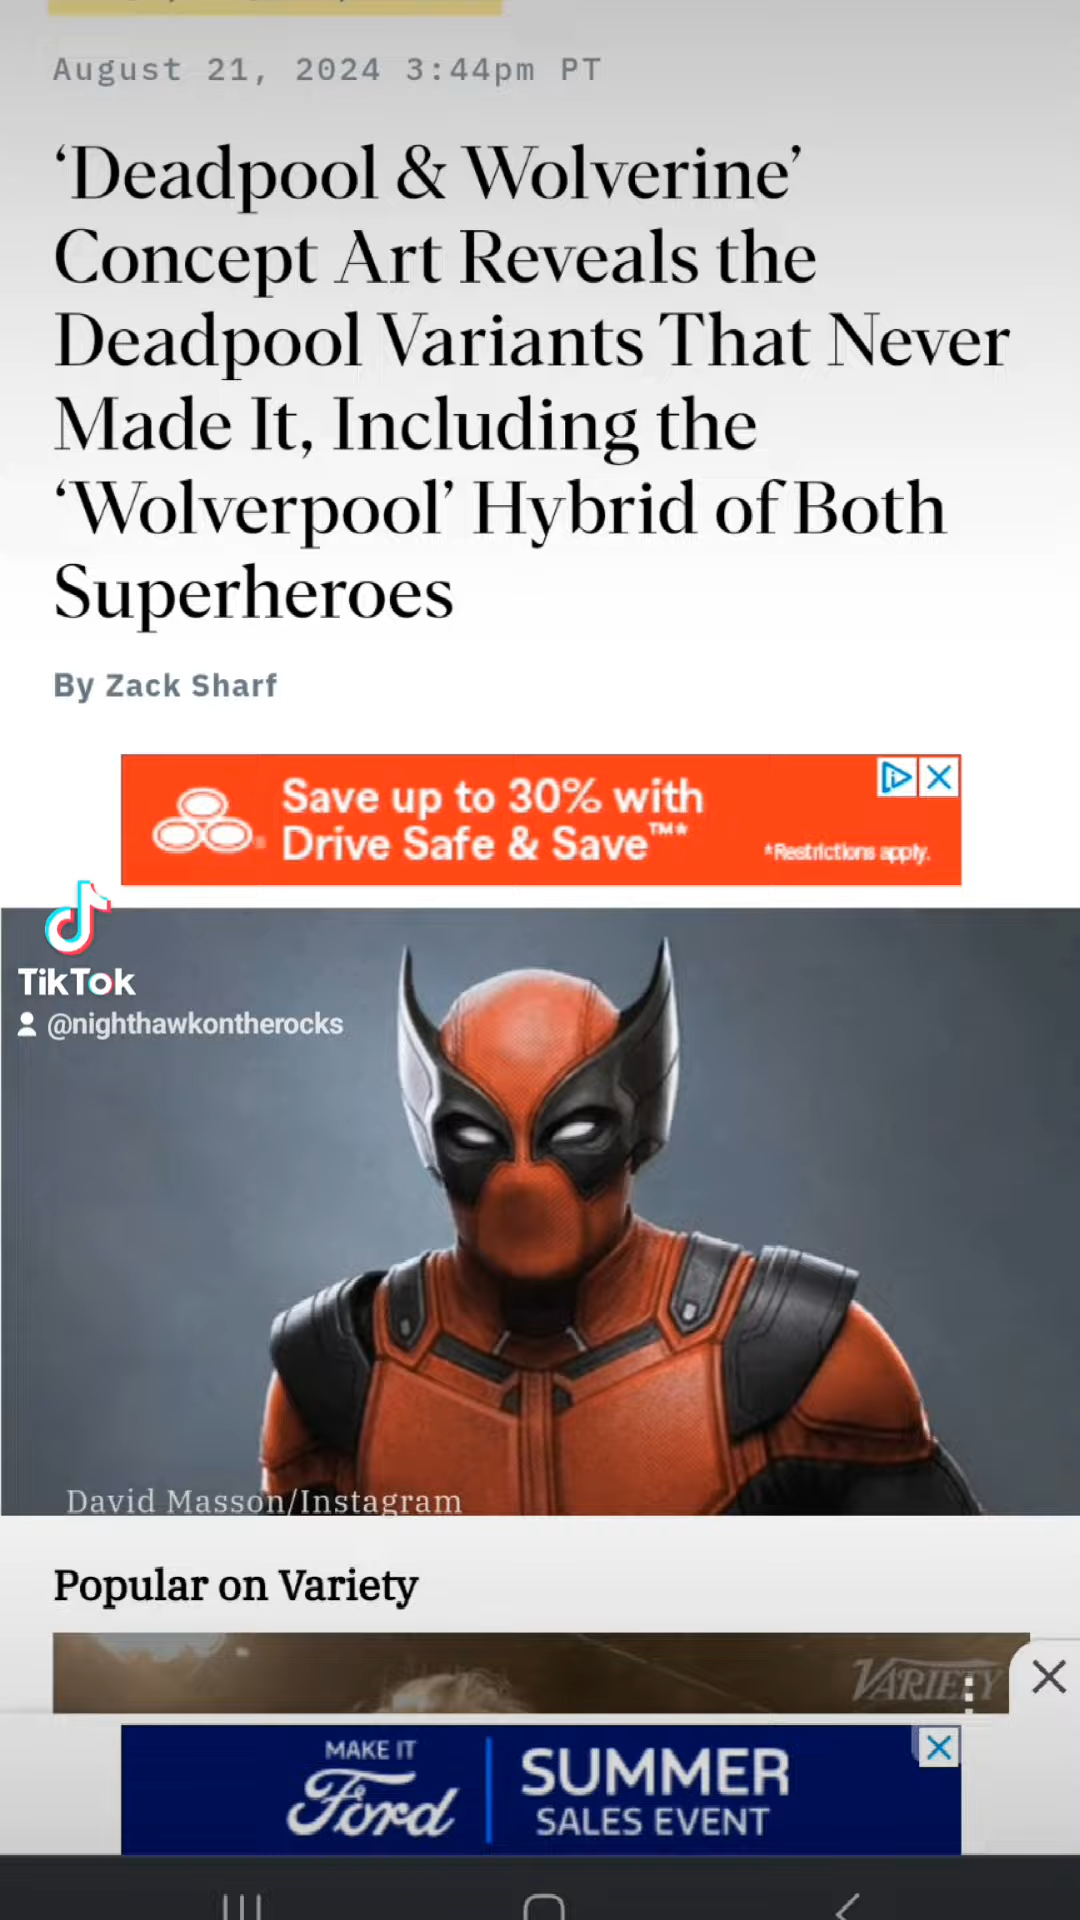 August 21, 2024 3:44pm PT
‘Deadpool & Wolverine’
Concept Art Reveals the
Deadpool Variants That Never
Made It, Including the
‘Wolverpool’ Hybrid of Both
Superheroes
By Zack Sharf
Save up to 30% with
Drive Safe & Save™*
*Restrictions apply.
TikTok
@nighthawkontherocks
David Masson/Instagram
Popular on Variety
VARIETY
MAKE IT
Ford
SUMMER
SALES EVENT